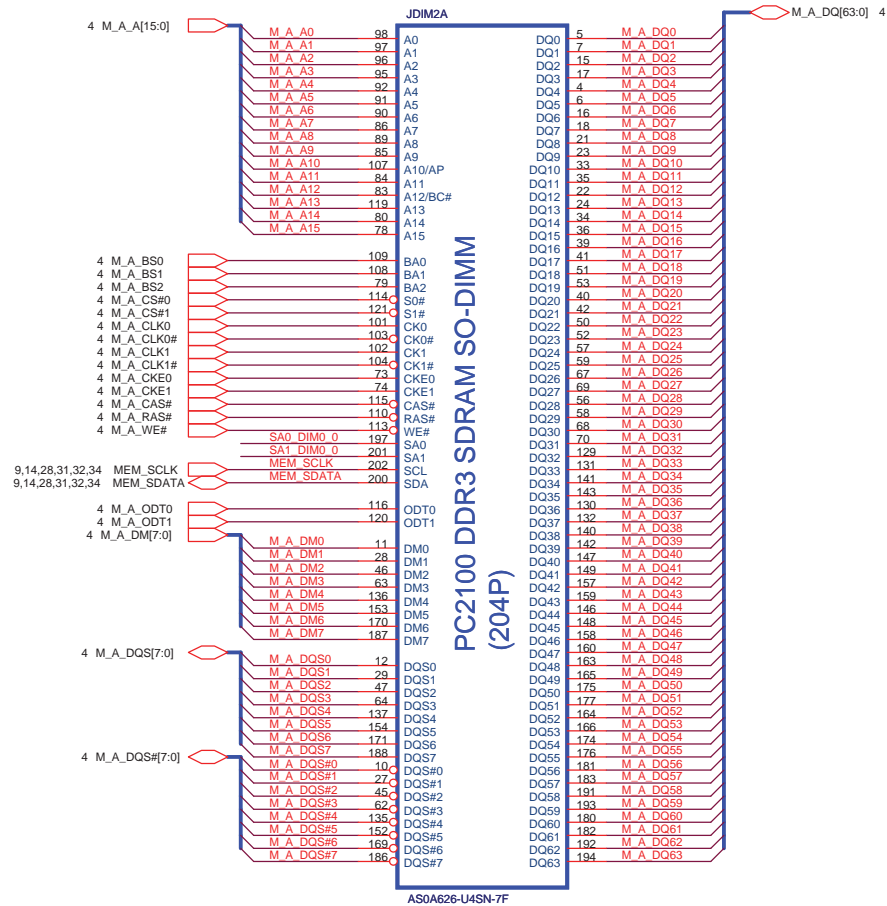 JDIM2A
4 M_A_A[15:0]
M_A_DQ[63:0] 4
M_A_A0 98 A0 DQ0 5 M_A_DQ0
M_A_A1 97 A1 DQ1 7 M_A_DQ1
M_A_A2 96 A2 DQ2 15 M_A_DQ2
M_A_A3 95 A3 DQ3 17 M_A_DQ3
M_A_A4 92 A4 DQ4 4 M_A_DQ4
M_A_A5 91 A5 DQ5 6 M_A_DQ5
M_A_A6 90 A6 DQ6 16 M_A_DQ6
M_A_A7 86 A7 DQ7 18 M_A_DQ7
M_A_A8 89 A8 DQ8 21 M_A_DQ8
M_A_A9 85 A9 DQ9 23 M_A_DQ9
M_A_A10 107 A10/AP DQ10 33 M_A_DQ10
M_A_A11 84 A11 DQ11 35 M_A_DQ11
M_A_A12 83 A12/BC# DQ12 22 M_A_DQ12
M_A_A13 119 A13 DQ13 24 M_A_DQ13
M_A_A14 80 A14 DQ14 34 M_A_DQ14
M_A_A15 78 A15 DQ15 36 M_A_DQ15
DQ16 39 M_A_DQ16
4 M_A_BS0 109 BA0 DQ17 41 M_A_DQ17
4 M_A_BS1 108 BA1 DQ18 51 M_A_DQ18
4 M_A_BS2 79 BA2 DQ19 53 M_A_DQ19
4 M_A_CS#0 114 S0# DQ20 40 M_A_DQ20
4 M_A_CS#1 121 S1# DQ21 42 M_A_DQ21
4 M_A_CLK0 101 CK0 DQ22 50 M_A_DQ22
4 M_A_CLK0# 103 CK0# DQ23 52 M_A_DQ23
4 M_A_CLK1 102 CK1 DQ24 57 M_A_DQ24
4 M_A_CLK1# 104 CK1# DQ25 59 M_A_DQ25
4 M_A_CKE0 73 CKE0 DQ26 67 M_A_DQ26
4 M_A_CKE1 74 CKE1 DQ27 69 M_A_DQ27
4 M_A_CAS# 115 CAS# DQ28 56 M_A_DQ28
4 M_A_RAS# 110 RAS# DQ29 58 M_A_DQ29
4 M_A_WE# 113 WE# DQ30 68 M_A_DQ30
SA0_DIM0_0 197 SA0 DQ31 70 M_A_DQ31
SA1_DIM0_0 201 SA1 DQ32 129 M_A_DQ32
9,14,28,31,32,34 MEM_SCLK MEM_SCLK 202 SCL DQ33 131 M_A_DQ33
9,14,28,31,32,34 MEM_SDATA MEM_SDATA 200 SDA DQ34 141 M_A_DQ34
DQ35 143 M_A_DQ35
4 M_A_ODT0 116 ODT0 DQ36 130 M_A_DQ36
4 M_A_ODT1 120 ODT1 DQ37 132 M_A_DQ37
4 M_A_DM[7:0] DQ38 140 M_A_DQ38
M_A_DM0 11 DM0 DQ39 142 M_A_DQ39
M_A_DM1 28 DM1 DQ40 147 M_A_DQ40
M_A_DM2 46 DM2 DQ41 149 M_A_DQ41
M_A_DM3 63 DM3 DQ42 157 M_A_DQ42
M_A_DM4 136 DM4 DQ43 159 M_A_DQ43
M_A_DM5 153 DM5 DQ44 146 M_A_DQ44
M_A_DM6 170 DM6 DQ45 148 M_A_DQ45
M_A_DM7 187 DM7 DQ46 158 M_A_DQ46
4 M_A_DQS[7:0] DQ47 160 M_A_DQ47
M_A_DQS0 12 DQS0 DQ48 163 M_A_DQ48
M_A_DQS1 29 DQS1 DQ49 165 M_A_DQ49
M_A_DQS2 47 DQS2 DQ50 175 M_A_DQ50
M_A_DQS3 64 DQS3 DQ51 177 M_A_DQ51
M_A_DQS4 137 DQS4 DQ52 164 M_A_DQ52
M_A_DQS5 154 DQS5 DQ53 166 M_A_DQ53
M_A_DQS6 171 DQS6 DQ54 174 M_A_DQ54
M_A_DQS7 188 DQS7 DQ55 176 M_A_DQ55
4 M_A_DQS#[7:0]
M_A_DQS#0 10 DQS#0 DQ56 181 M_A_DQ56
M_A_DQS#1 27 DQS#1 DQ57 183 M_A_DQ57
M_A_DQS#2 45 DQS#2 DQ58 191 M_A_DQ58
M_A_DQS#3 62 DQS#3 DQ59 193 M_A_DQ59
M_A_DQS#4 135 DQS#4 DQ60 180 M_A_DQ60
M_A_DQS#5 152 DQS#5 DQ61 182 M_A_DQ61
M_A_DQS#6 169 DQS#6 DQ62 192 M_A_DQ62
M_A_DQS#7 186 DQS#7 DQ63 194 M_A_DQ63
PC2100 DDR3 SDRAM SO-DIMM
(204P)
AS0A626-U4SN-7F